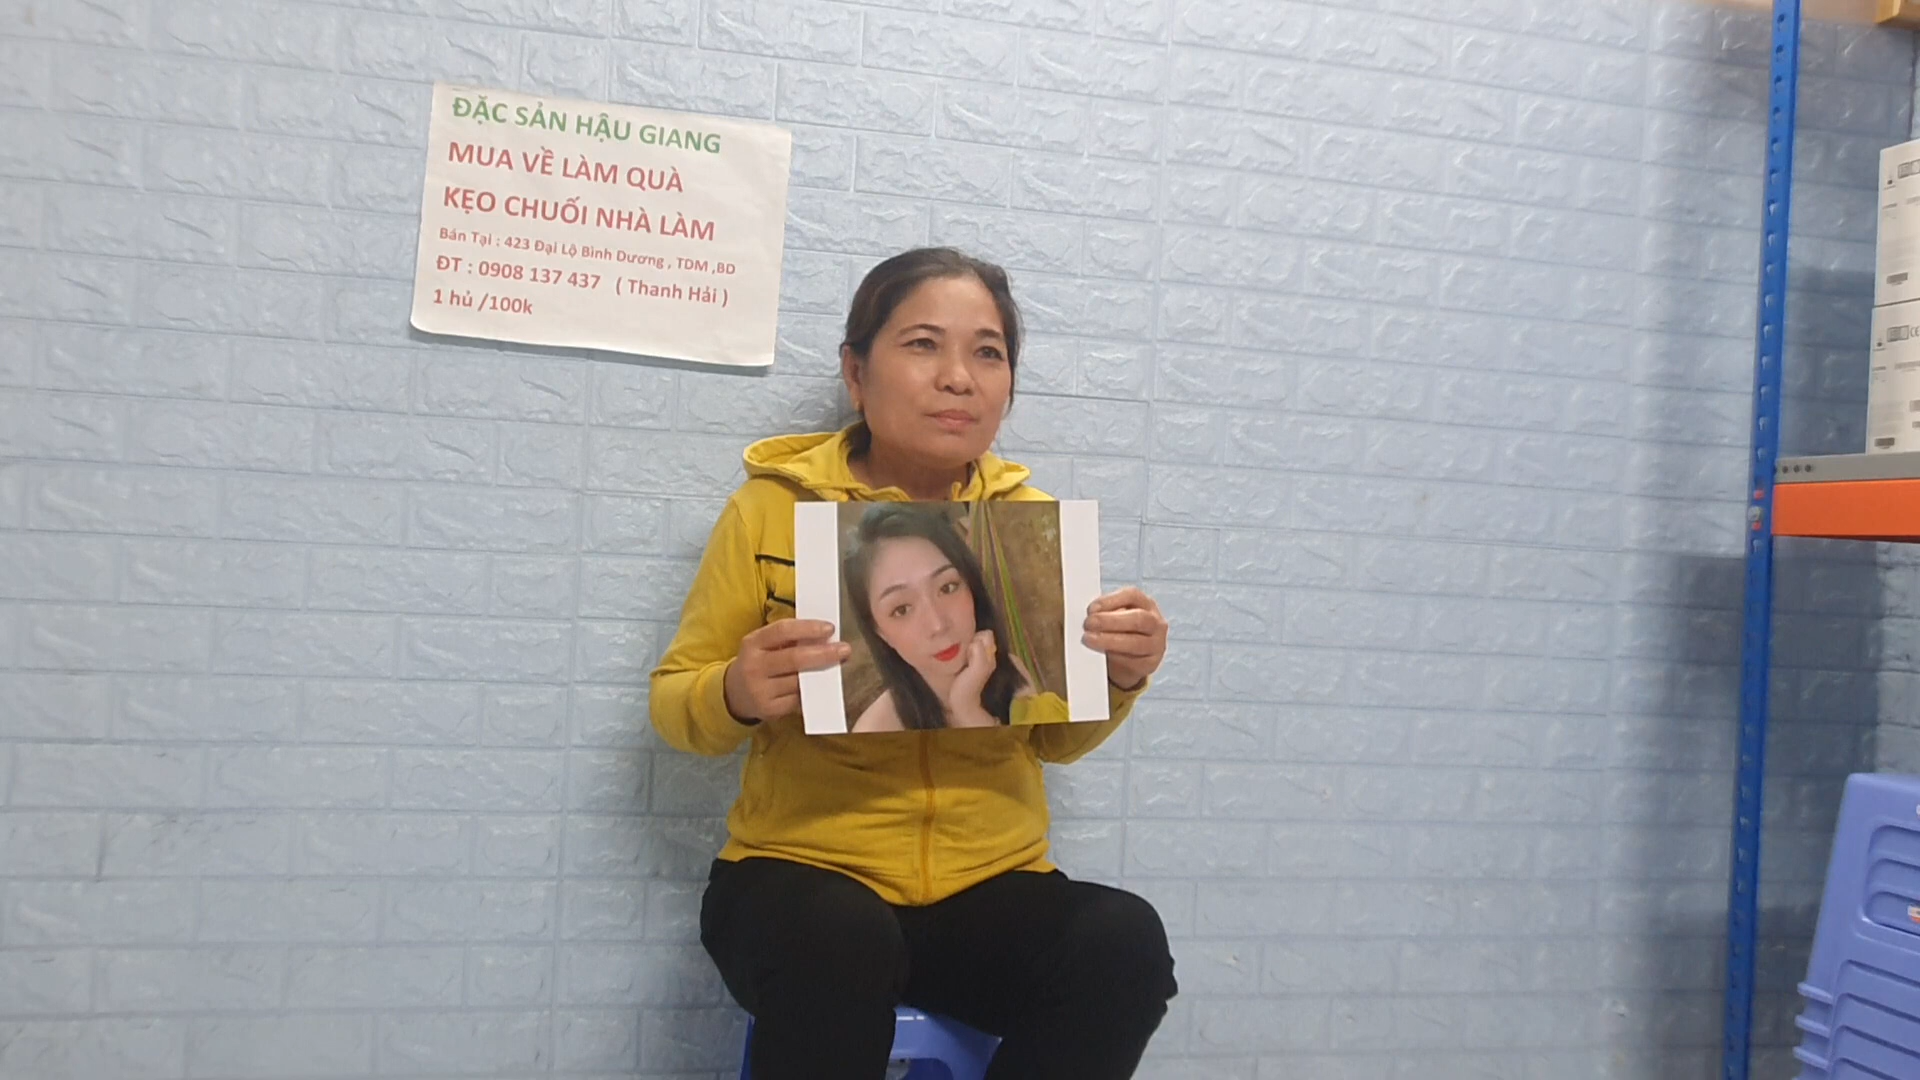 ĐẶC SẢN HẬU GIANG
MUA VỀ LÀM QUÀ
KẸO CHUỐI NHÀ LÀM
Bán Tại : 423 Đại Lộ Bình Dương , TDM ,BD
ĐT : 0908 137 437 ( Thanh Hải )
1 hủ /100k